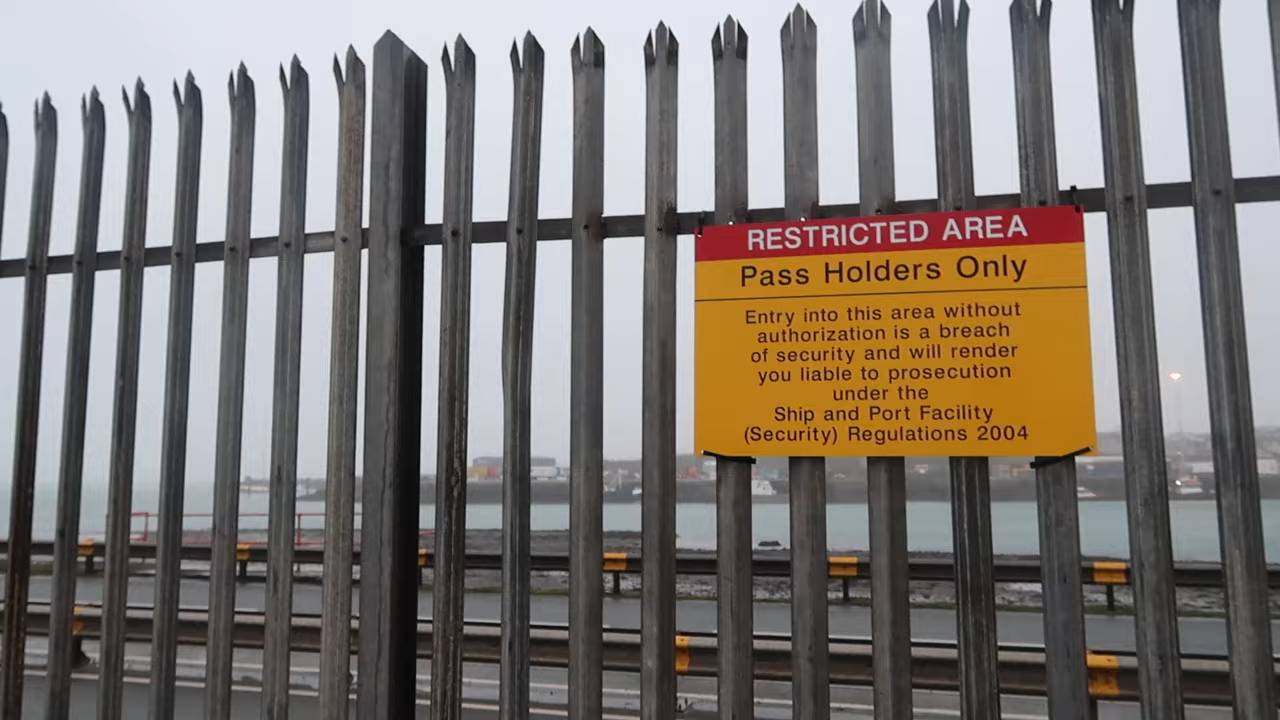 RESTRICTED AREA
Pass Holders Only
Entry into this area without
authorization is a breach
of security and will render
you liable to prosecution
under the
Ship and Port Facility
(Security) Regulations 2004